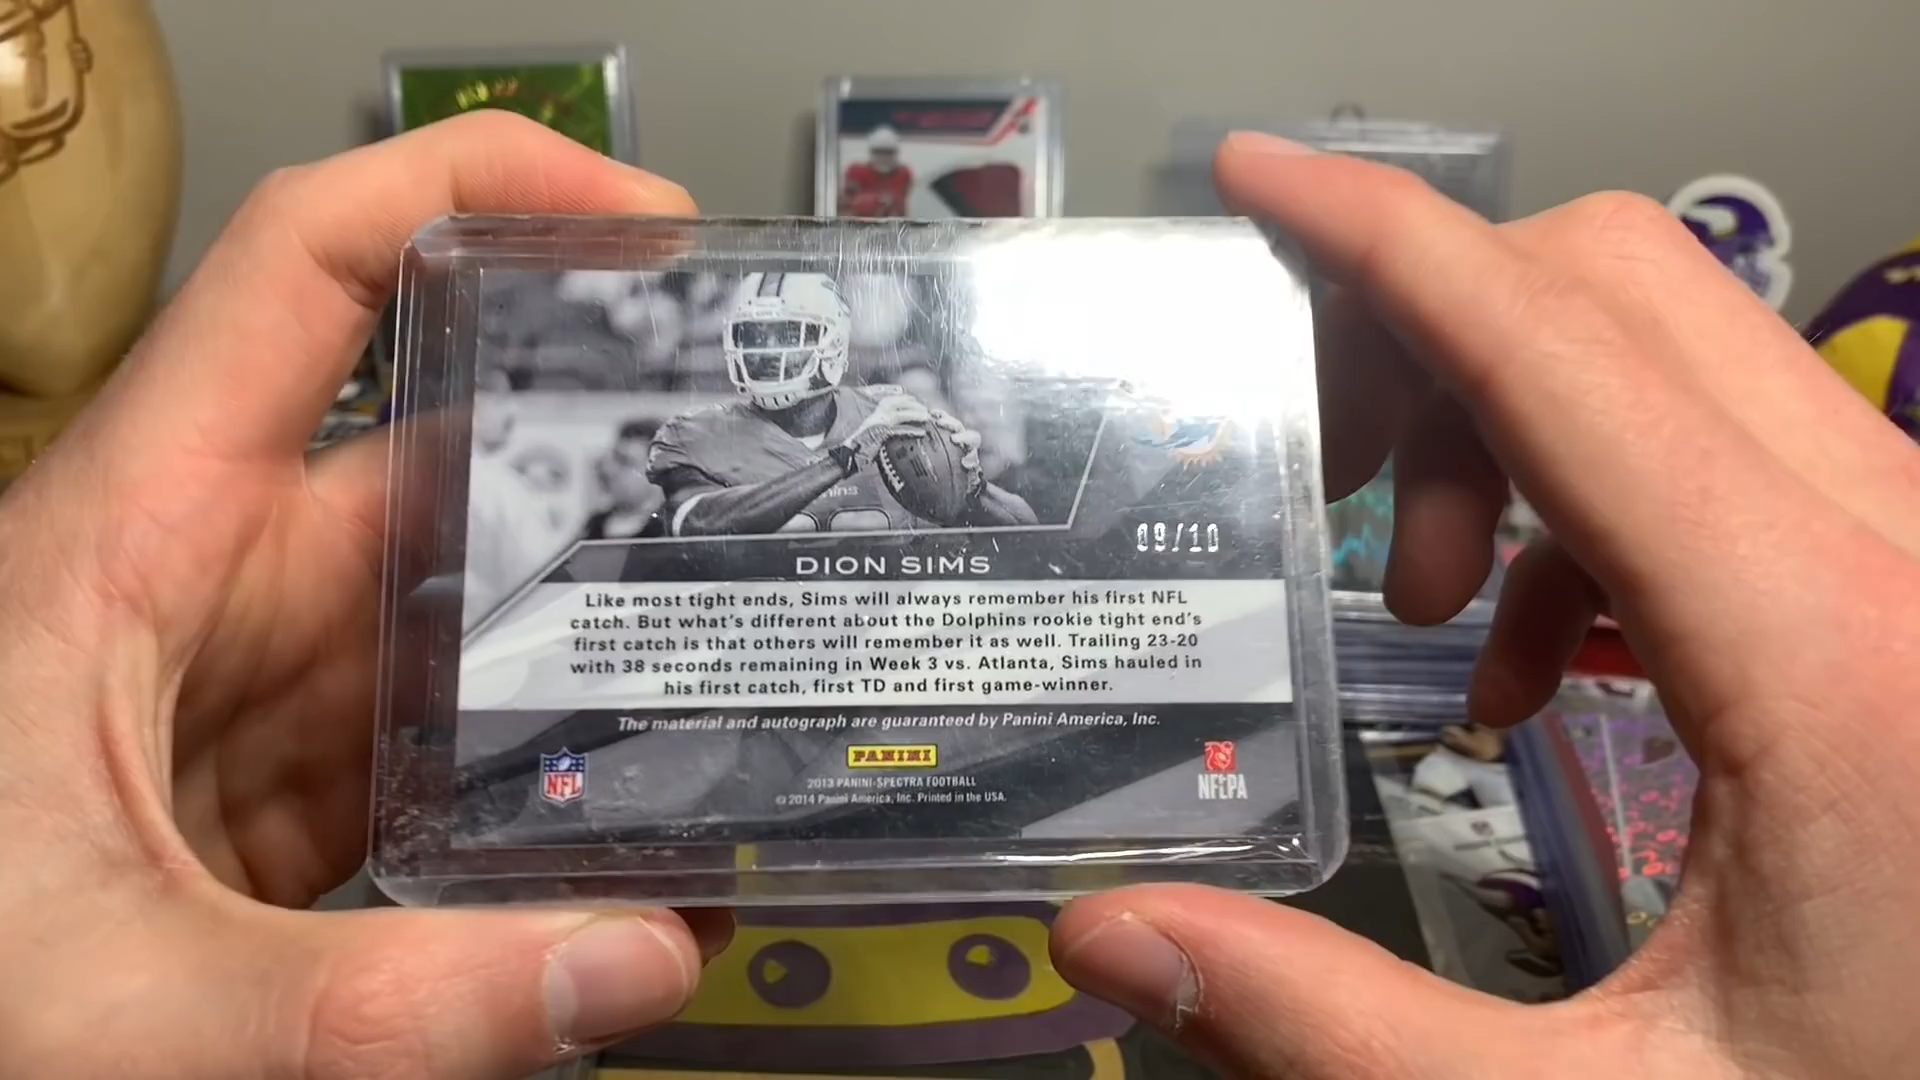 09/10
DION SIMS
Like most tight ends, Sims will always remember his first NFL
catch. But what's different about the Dolphins rookie tight end's
first catch is that others will remember it as well. Trailing 23-20
with 38 seconds remaining in Week 3 vs. Atlanta, Sims hauled in
his first catch, first TD and first game-winner.
The material and autograph are guaranteed by Panini America, Inc.
NFL
PANINI
NFLPA
2013 PANINI-SPECTRA FOOTBALL
© 2014 Panini America, Inc. Printed in the USA.